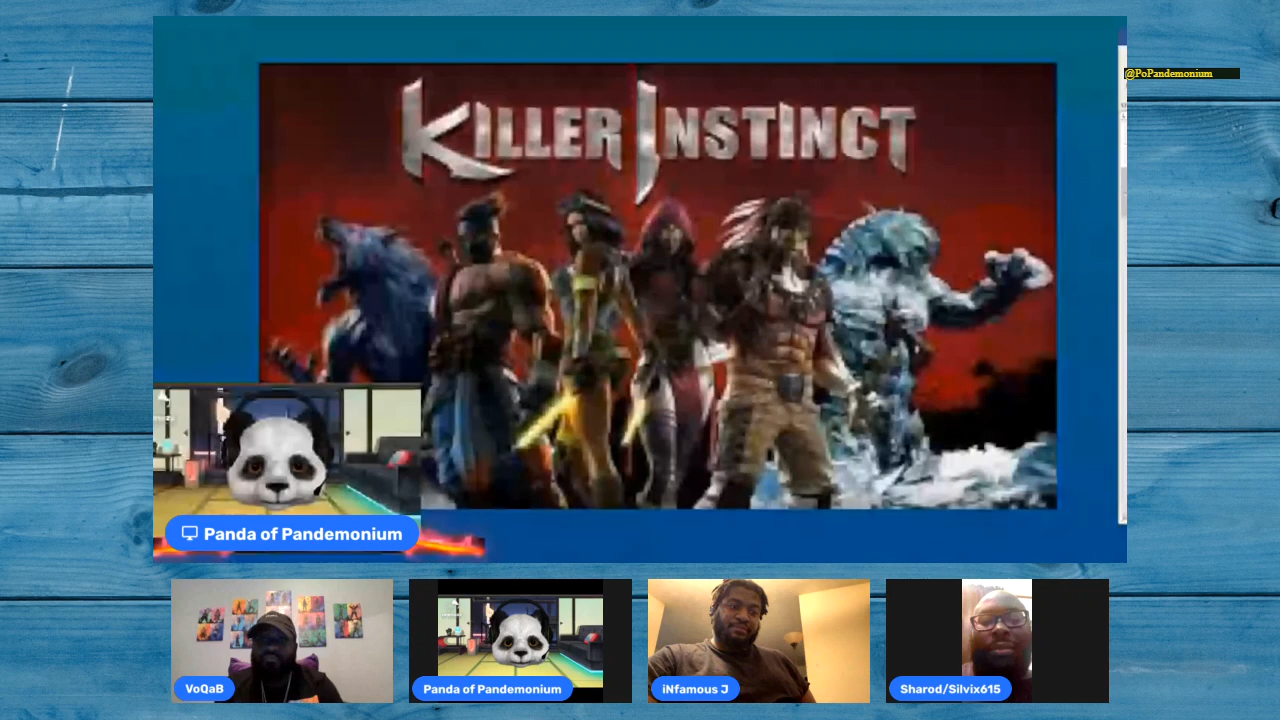 KILLER INSTINCT
@PoPandemonium
Panda of Pandemonium
VoQaB
Panda of Pandemonium
iNfamous J
Sharod/Silvix615